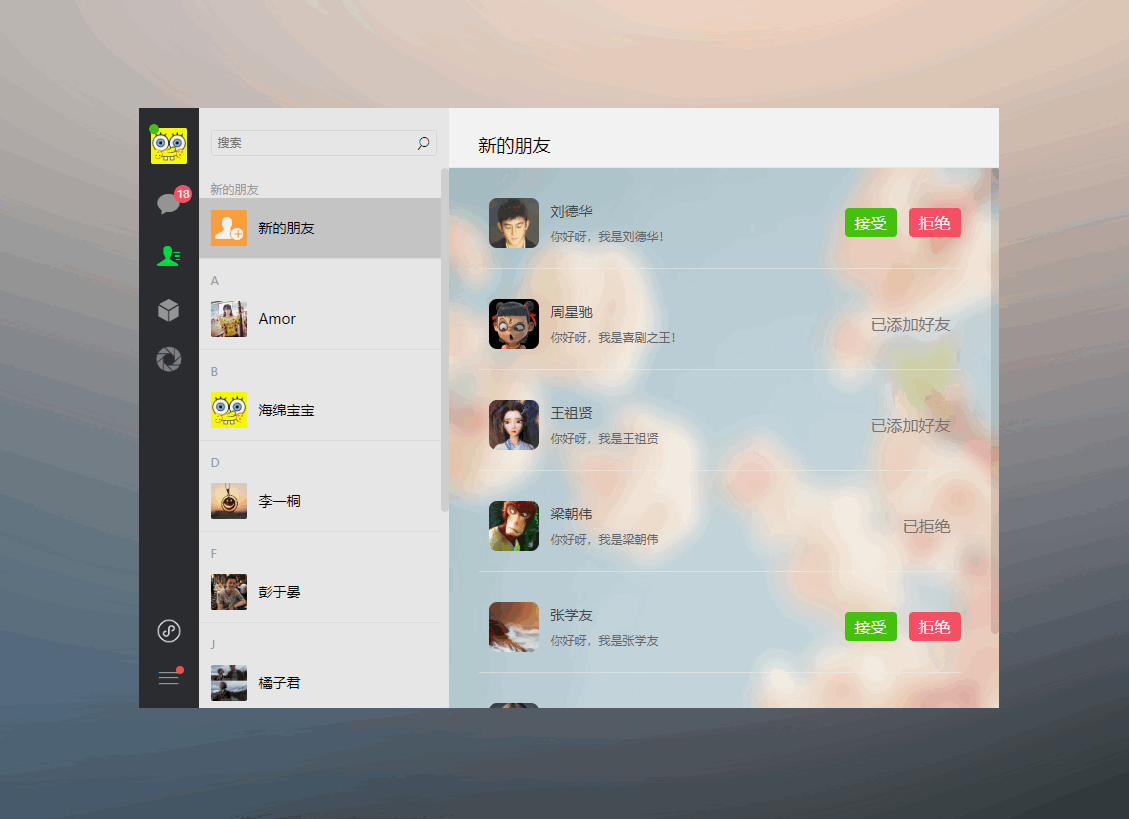 18
搜索
新的朋友
新的朋友
A
Amor
B
海绵宝宝
D
李一桐
F
彭于晏
J
橘子君
新的朋友
刘德华
你好呀，我是刘德华!
接受 拒绝
周星驰
你好呀，我是喜剧之王!
已添加好友
王祖贤
你好呀，我是王祖贤
已添加好友
梁朝伟
你好呀，我是梁朝伟
已拒绝
张学友
你好呀，我是张学友
接受 拒绝